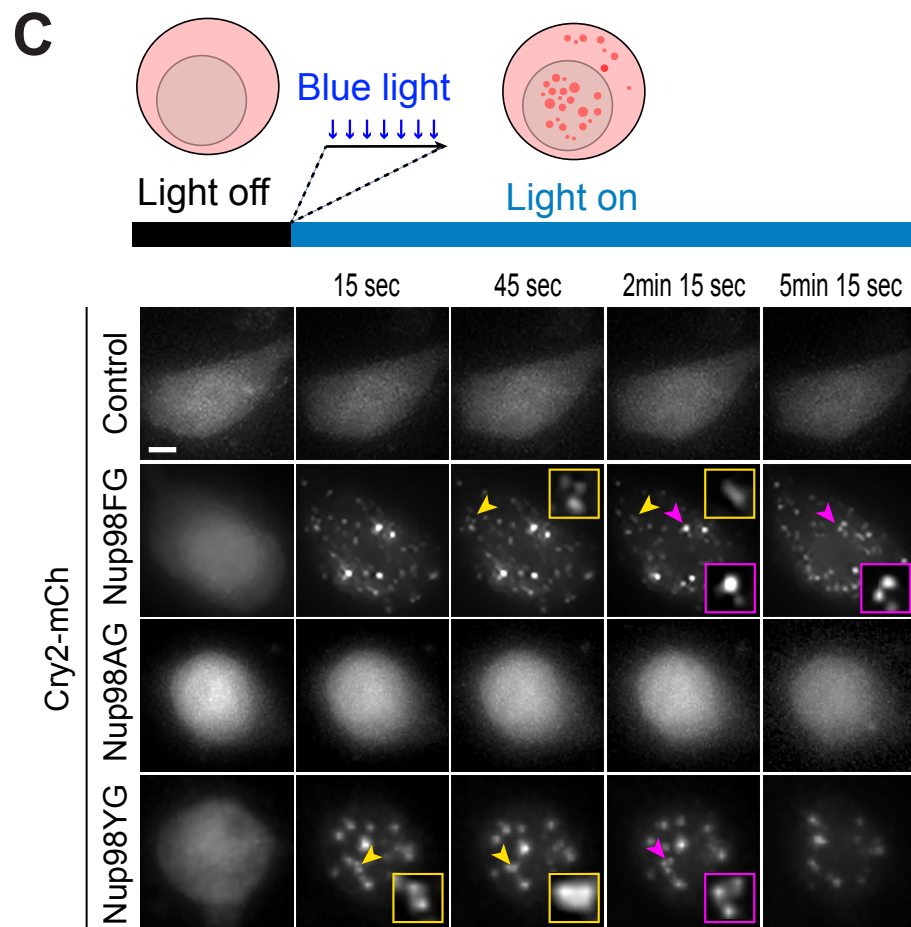 C
Blue light
Light off
Light on
15 sec
45 sec
2min 15 sec
5min 15 sec
Cry2-mCh
Control
Nup98FG
Nup98AG
Nup98YG